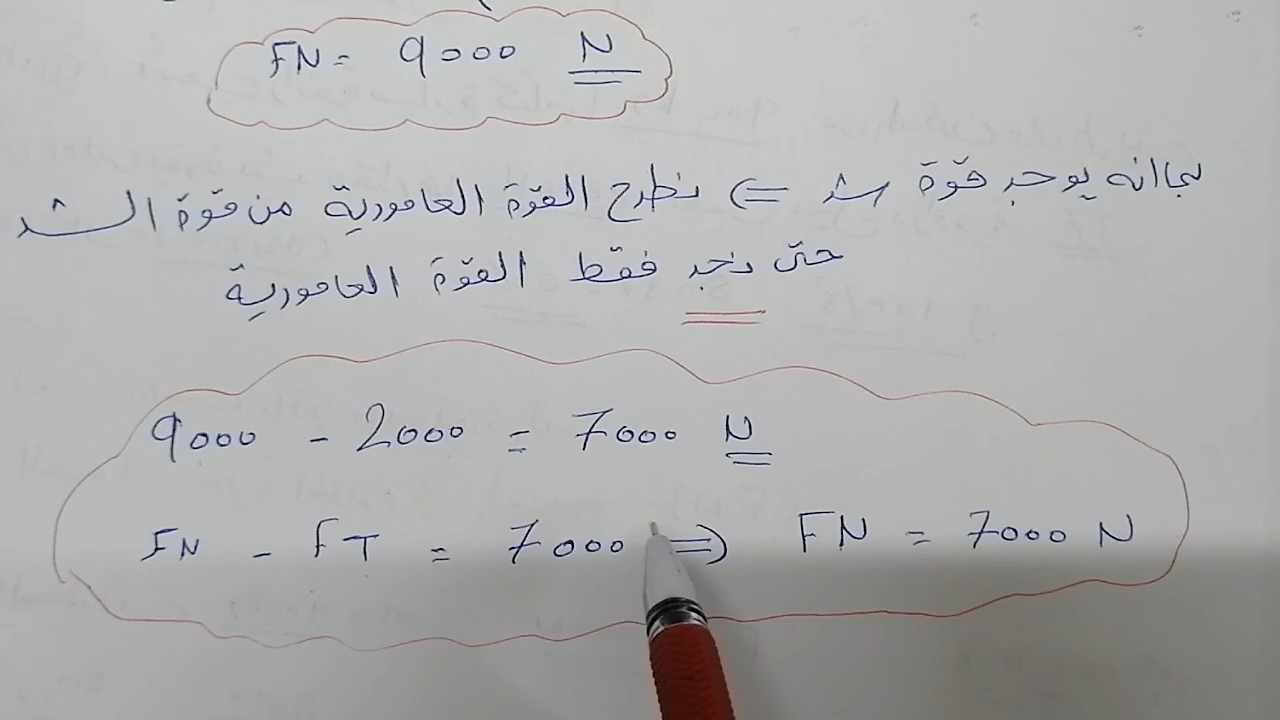 FN = 9000 N
بما انه يوجد قوة شد ⇐ نطرح القوة العامودية من قوة الشد
حتى نجد فقط القوة العامودية
9000 - 2000 = 7000 N
FN - FT = 7000 ⇒ FN = 7000 N